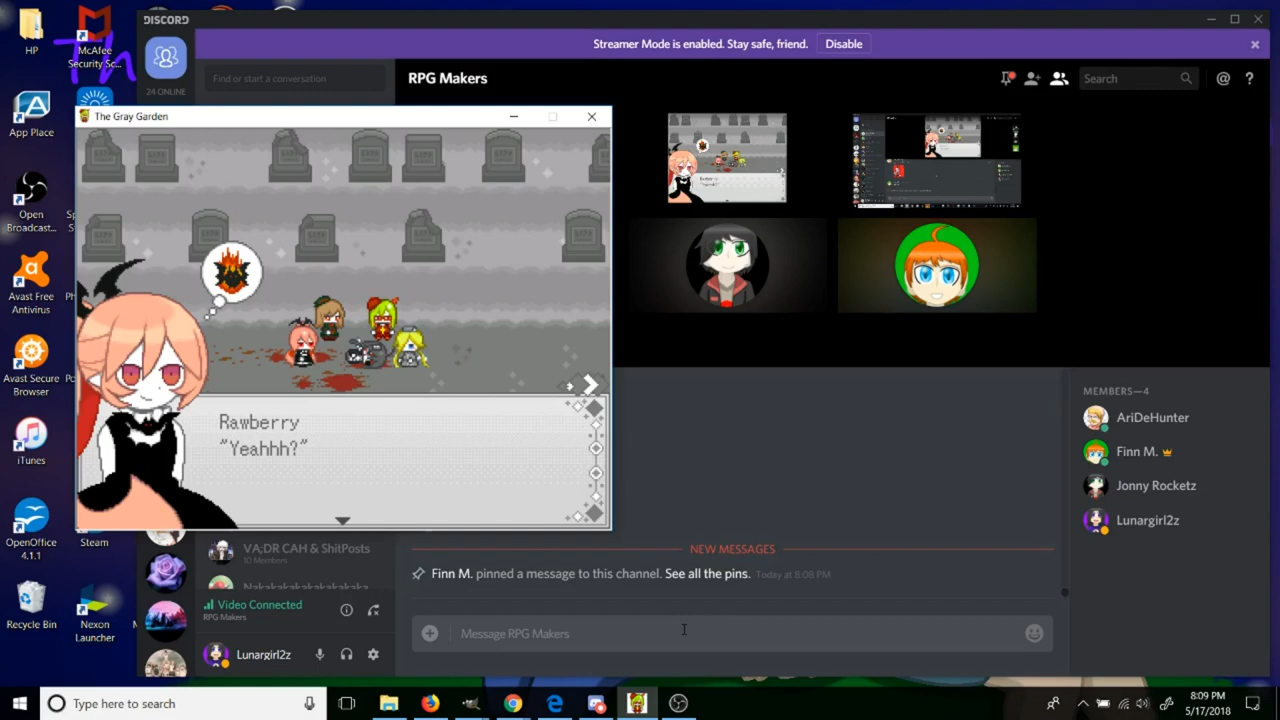 HP
McAfee
Security Sc...
App Place
Open
Broadcast...
Avast Free
Antivirus
Avast Secure
Browser
iTunes
OpenOffice
4.1.1
Steam
Recycle Bin
Nexon
Launcher
DISCORD
Streamer Mode is enabled. Stay safe, friend.
Disable
24 ONLINE
Find or start a conversation
RPG Makers
Search
The Gray Garden
Rawberry
"Yeahhh?"
MEMBERS—4
AriDeHunter
Finn M.
Jonny Rocketz
Lunargirl2z
VA;DR CAH & ShitPosts
10 Members
Nakakakakakakakaka
NEW MESSAGES
Finn M. pinned a message to this channel. See all the pins. Today at 8:08 PM
Video Connected
RPG Makers
Message RPG Makers
Lunargirl2z
Type here to search
8:09 PM
5/17/2018